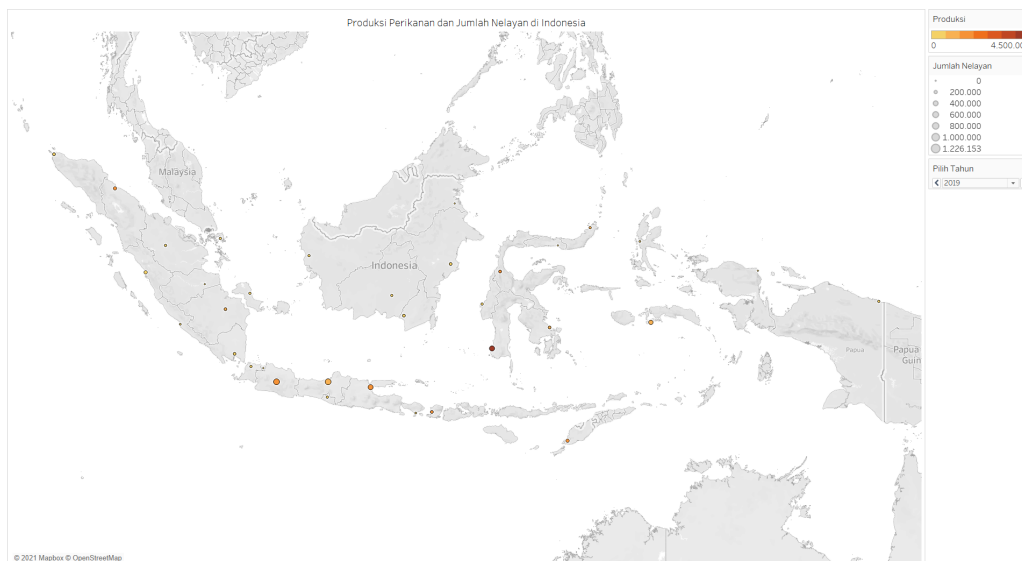 Produksi Perikanan dan Jumlah Nelayan di Indonesia
Produksi
0 4.500.00
Jumlah Nelayan
0
200.000
400.000
600.000
800.000
1.000.000
1.226.153
Pilih Tahun
2019
Malaysia
Indonesia
Papua
Papua
Guin
© 2021 Mapbox © OpenStreetMap